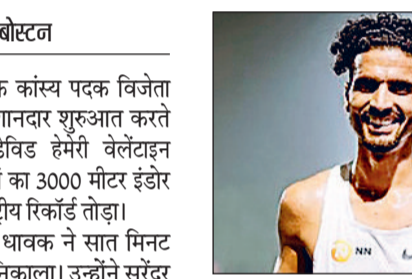 बोस्टन
कांस्य पदक विजेता
शानदार शुरुआत करते
डेविड हेमेरी वेलेंटाइन
का 3000 मीटर इंडोर
रिकॉर्ड तोड़ा।
धावक ने सात मिनट
निकाला। उन्होंने सुरेंदर
NN